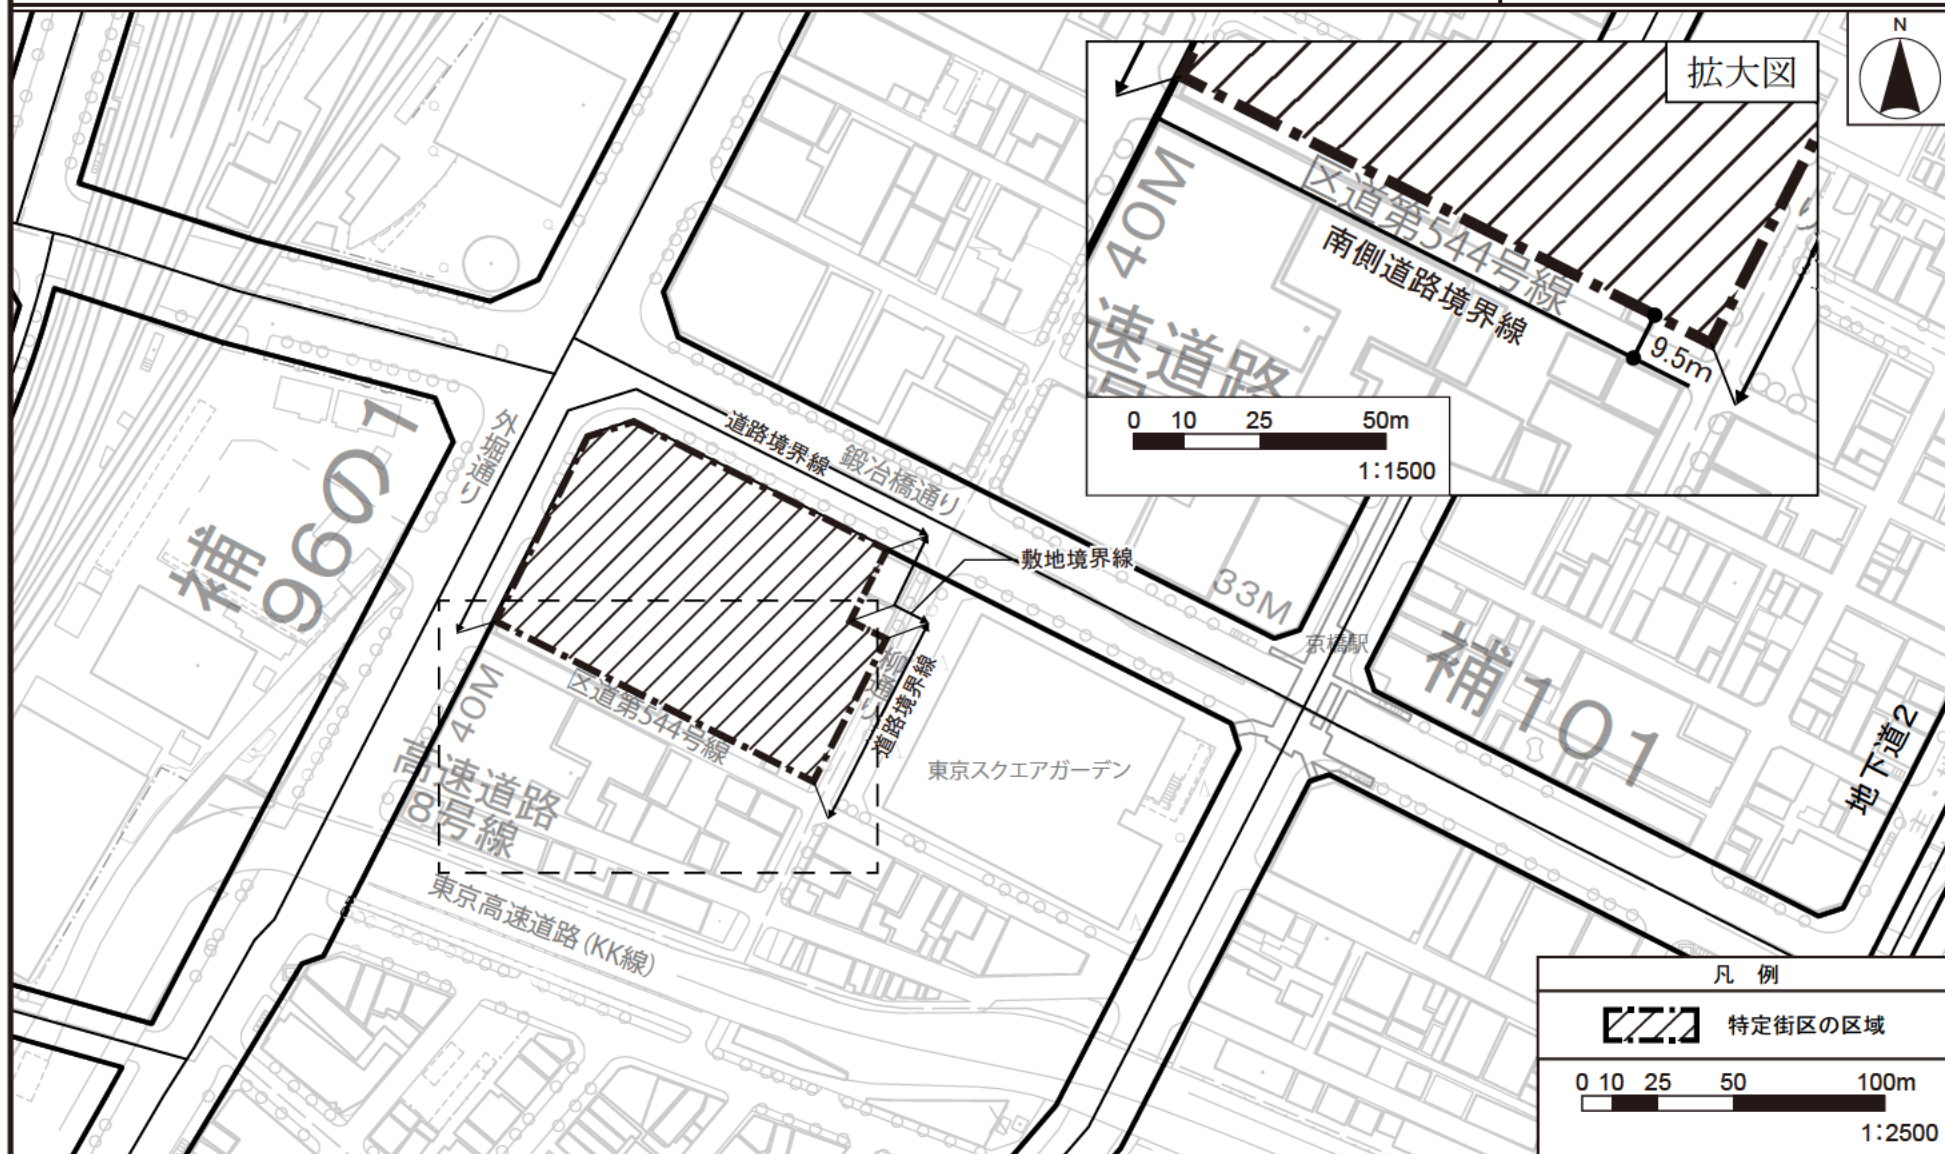 N
拡大図
40M
区道第544号線
南側道路境界線
9.5m
速道路
0 10 25 50m
1:1500
外堀通り
道路境界線
鍛冶橋通り
補
96の1
敷地境界線
33M
京橋駅
補101
地下道2
柳通り
道路境界線
区道第544号線
40M
高速道路
8号線
東京スクエアガーデン
東京高速道路(KK線)
凡 例
特定街区の区域
0 10 25 50 100m
1:2500